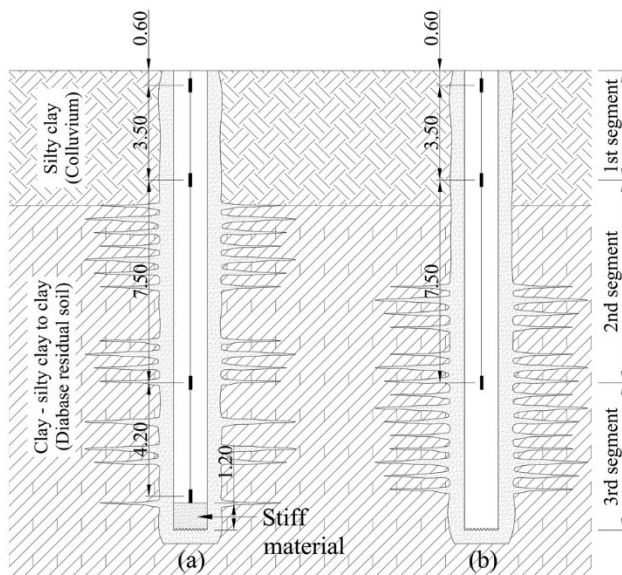 0.60
0.60
Silty clay
(Colluvium)
3.50
3.50
1st segment
7.50
7.50
2nd segment
Clay - silty clay to clay
(Diabase residual soil)
4.20
1.20
3rd segment
Stiff
material
(a)
(b)